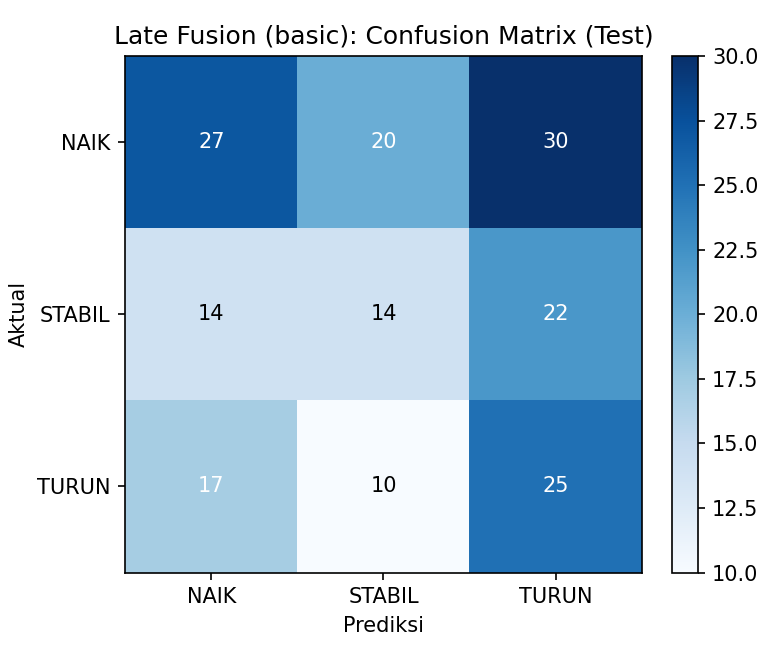 Late Fusion (basic): Confusion Matrix (Test)
NAIK 27 20 30
STABIL 14 14 22
TURUN 17 10 25
NAIK STABIL TURUN
Prediksi
Aktual
30.0
27.5
25.0
22.5
20.0
17.5
15.0
12.5
10.0